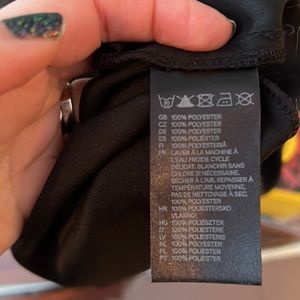 GB 100% POLYESTER
CZ 100% POLYESTER
DE 100% POLYESTER
ES 100% POLIÉSTER
FI 100% POLYESTERIÄ
FR 100% POLYESTER
LAVER À LA MACHINE À
L'EAU FROIDE CYCLE
DÉLICAT. BLANCHIR SANS
CHLORE SI NÉCESSAIRE.
SÉCHER À L'AIR. REPASSER À
TEMPÉRATURE MOYENNE.
PAS DE NETTOYAGE À SEC.
HR 100% POLIESTERSKO
VLAKNO
HU 100% POLIÉSZTER
IT 100% POLIESTERE
LV 100% POLIESTERS
NL 100% POLYESTER
PL 100% POLIESTER
PT 100% POLIÉSTER